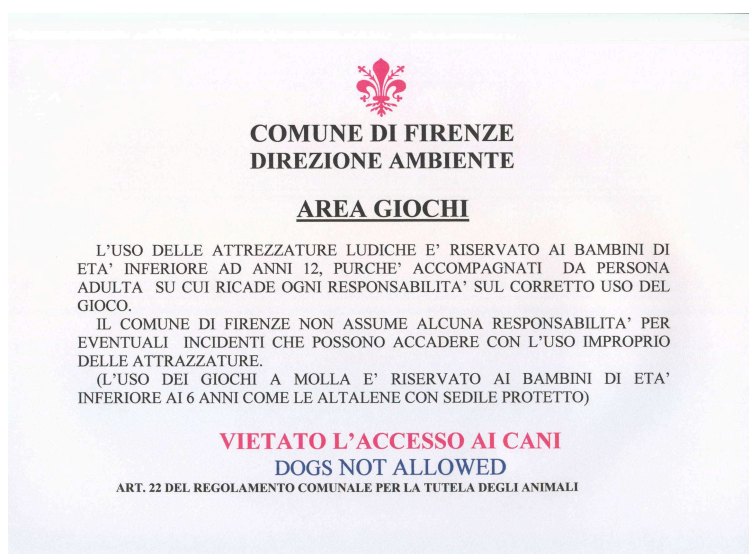 COMUNE DI FIRENZE
DIREZIONE AMBIENTE
AREA GIOCHI
L'USO DELLE ATTREZZATURE LUDICHE E' RISERVATO AI BAMBINI DI
ETA' INFERIORE AD ANNI 12, PURCHE' ACCOMPAGNATI DA PERSONA
ADULTA SU CUI RICADE OGNI RESPONSABILITA' SUL CORRETTO USO DEL
GIOCO.
IL COMUNE DI FIRENZE NON ASSUME ALCUNA RESPONSABILITA' PER
EVENTUALI INCIDENTI CHE POSSONO ACCADERE CON L'USO IMPROPRIO
DELLE ATTRAZZATURE.
(L'USO DEI GIOCHI A MOLLA E' RISERVATO AI BAMBINI DI ETA'
INFERIORE AI 6 ANNI COME LE ALTALENE CON SEDILE PROTETTO)
VIETATO L'ACCESSO AI CANI
DOGS NOT ALLOWED
ART. 22 DEL REGOLAMENTO COMUNALE PER LA TUTELA DEGLI ANIMALI